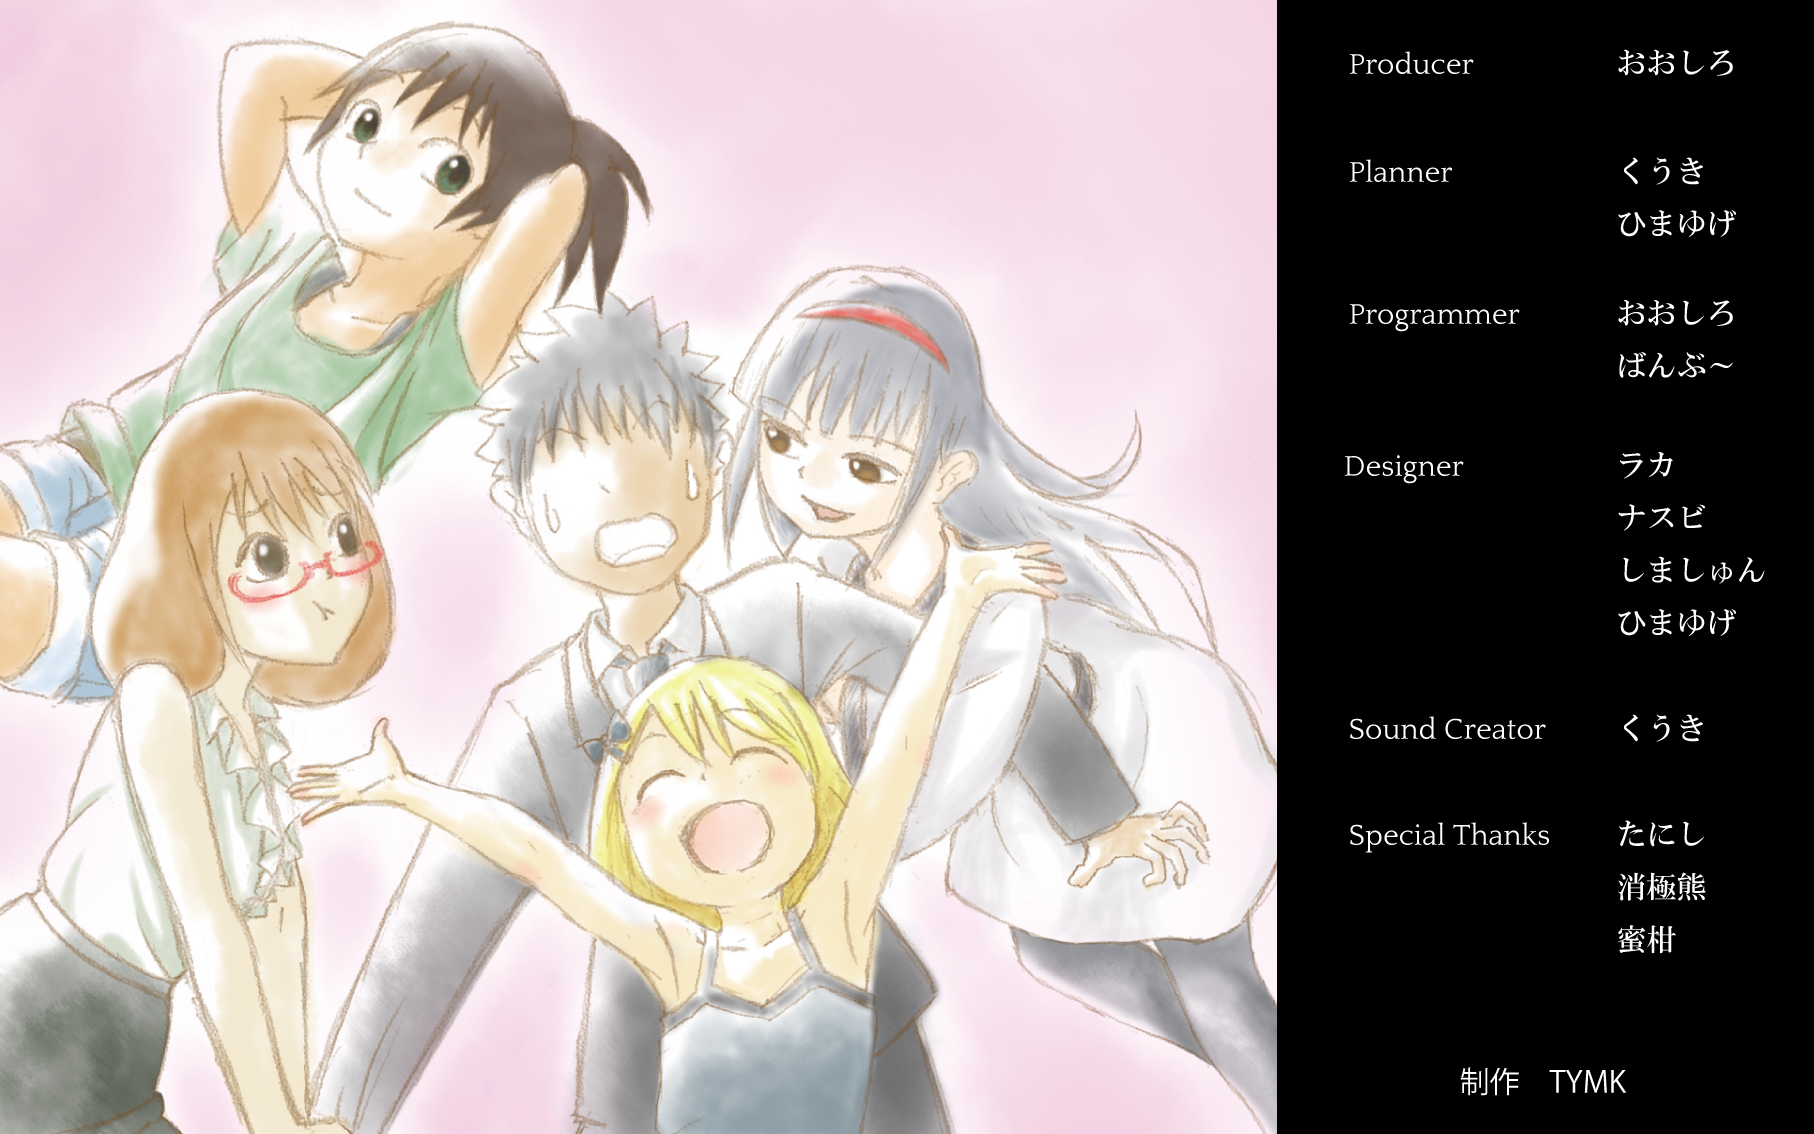 Producer おおしろ
Planner くうき
ひまゆげ
Programmer おおしろ
ばんぶ～
Designer ラカ
ナスビ
しましゅん
ひまゆげ
Sound Creator くうき
Special Thanks たにし
消極熊
蜜柑
制作 TYMK